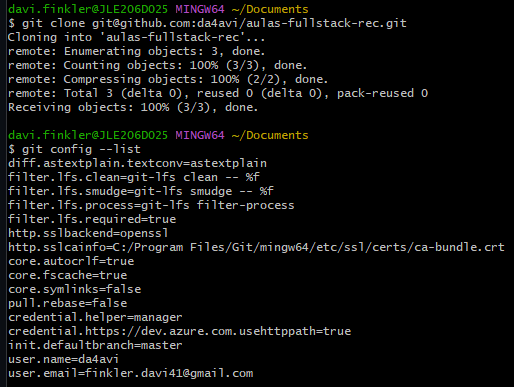 davi.finkler@JLE206DO25 MINGW64 ~/Documents
$ git clone git@github.com:da4avi/aulas-fullstack-rec.git
Cloning into 'aulas-fullstack-rec'...
remote: Enumerating objects: 3, done.
remote: Counting objects: 100% (3/3), done.
remote: Compressing objects: 100% (2/2), done.
remote: Total 3 (delta 0), reused 0 (delta 0), pack-reused 0
Receiving objects: 100% (3/3), done.
davi.finkler@JLE206DO25 MINGW64 ~/Documents
$ git config --list
diff.astextplain.textconv=astextplain
filter.lfs.clean=git-lfs clean -- %f
filter.lfs.smudge=git-lfs smudge -- %f
filter.lfs.process=git-lfs filter-process
filter.lfs.required=true
http.sslbackend=openssl
http.sslcainfo=C:/Program Files/Git/mingw64/etc/ssl/certs/ca-bundle.crt
core.autocrlf=true
core.fscache=true
core.symlinks=false
pull.rebase=false
credential.helper=manager
credential.https://dev.azure.com.usehttppath=true
init.defaultbranch=master
user.name=da4avi
user.email=finkler.davi41@gmail.com